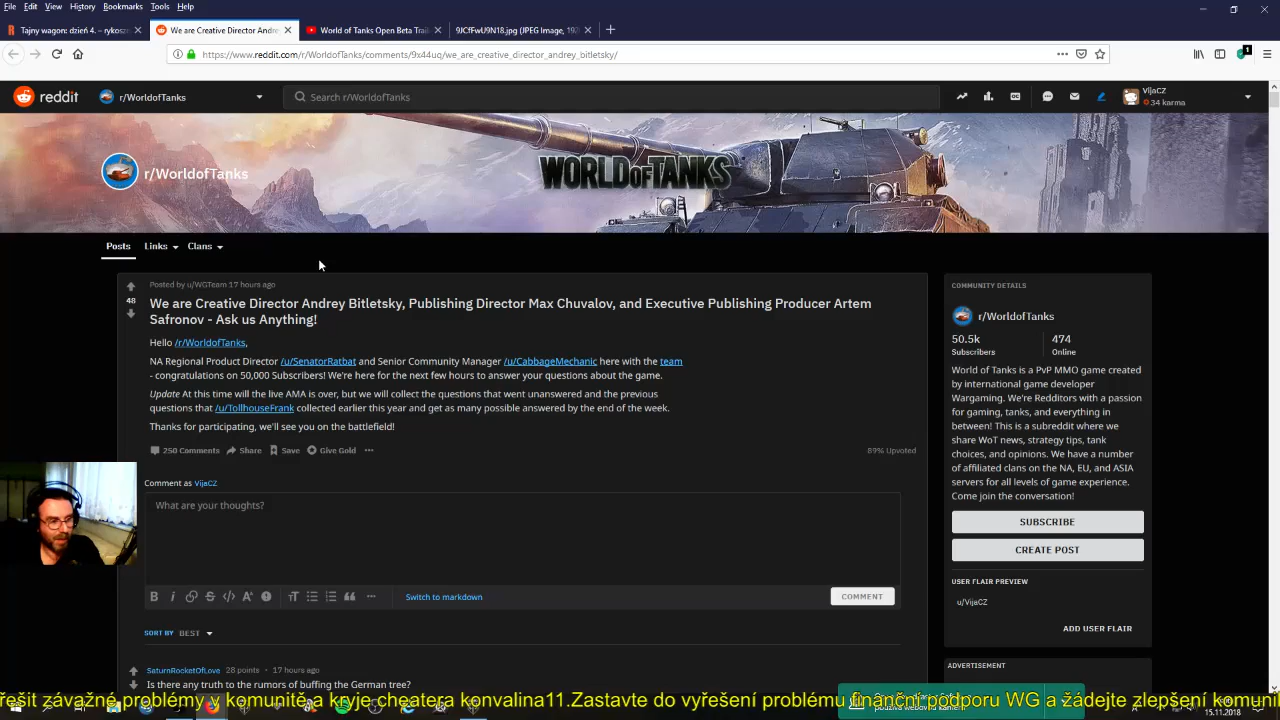 File Edit View History Bookmarks Tools Help
Tajny wagon: dzień 4. – rykosze
We are Creative Director Andre
World of Tanks Open Beta Trail
9JCfFwU9N18.jpg (JPEG Image, 192
https://www.reddit.com/r/WorldofTanks/comments/9x44uq/we_are_creative_director_andrey_bitletsky/
1
reddit
r/WorldofTanks
Search r/WorldofTanks
VijaCZ
34 karma
r/WorldofTanks
WORLD OF TANKS
Posts Links Clans
Posted by u/WGTeam 17 hours ago
48
We are Creative Director Andrey Bitletsky, Publishing Director Max Chuvalov, and Executive Publishing Producer Artem
Safronov - Ask us Anything!
Hello /r/WorldofTanks,
NA Regional Product Director /u/SenatorRatbat and Senior Community Manager /u/CabbageMechanic here with the team
- congratulations on 50,000 Subscribers! We're here for the next few hours to answer your questions about the game.
Update At this time will the live AMA is over, but we will collect the questions that went unanswered and the previous
questions that /u/TollhouseFrank collected earlier this year and get as many possible answered by the end of the week.
Thanks for participating, we'll see you on the battlefield!
250 Comments Share Save Give Gold
89% Upvoted
Comment as VijaCZ
What are your thoughts?
Switch to markdown
COMMENT
SORT BY BEST
SaturnRocketOfLove 28 points · 17 hours ago
Is there any truth to the rumors of buffing the German tree?
COMMUNITY DETAILS
r/WorldofTanks
50.5k
Subscribers
474
Online
World of Tanks is a PvP MMO game created
by international game developer
Wargaming. We're Redditors with a passion
for gaming, tanks, and everything in
between! This is a subreddit where we
share WoT news, strategy tips, tank
choices, and opinions. We have a number
of affiliated clans on the NA, EU, and ASIA
servers for all levels of game experience.
Come join the conversation!
SUBSCRIBE
CREATE POST
USER FLAIR PREVIEW
u/VijaCZ
ADD USER FLAIR
ADVERTISEMENT
řešit závažné problémy v komunitě a kryje cheatera konvalina11.Zastavte do vyřešení problému finanční podporu WG a žádejte zlepšení komuni
15.11.2018